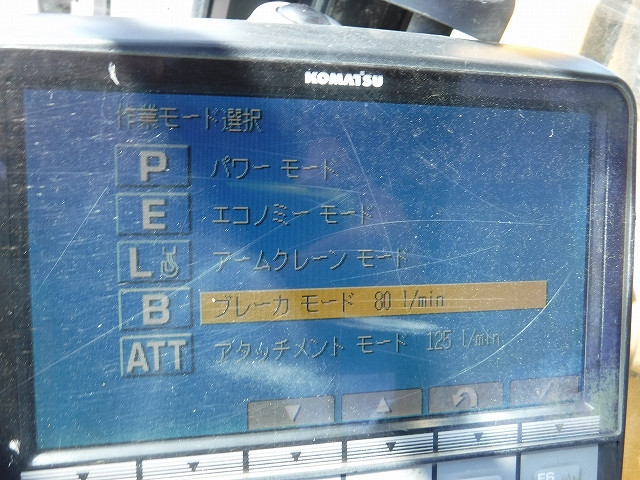 KOMATSU
作業モード選択
P パワー モード
E エコノミー モード
L アームクレーン モード
B ブレーカ モード 80 l/min
ATT アタッチメント モード 125 l/min